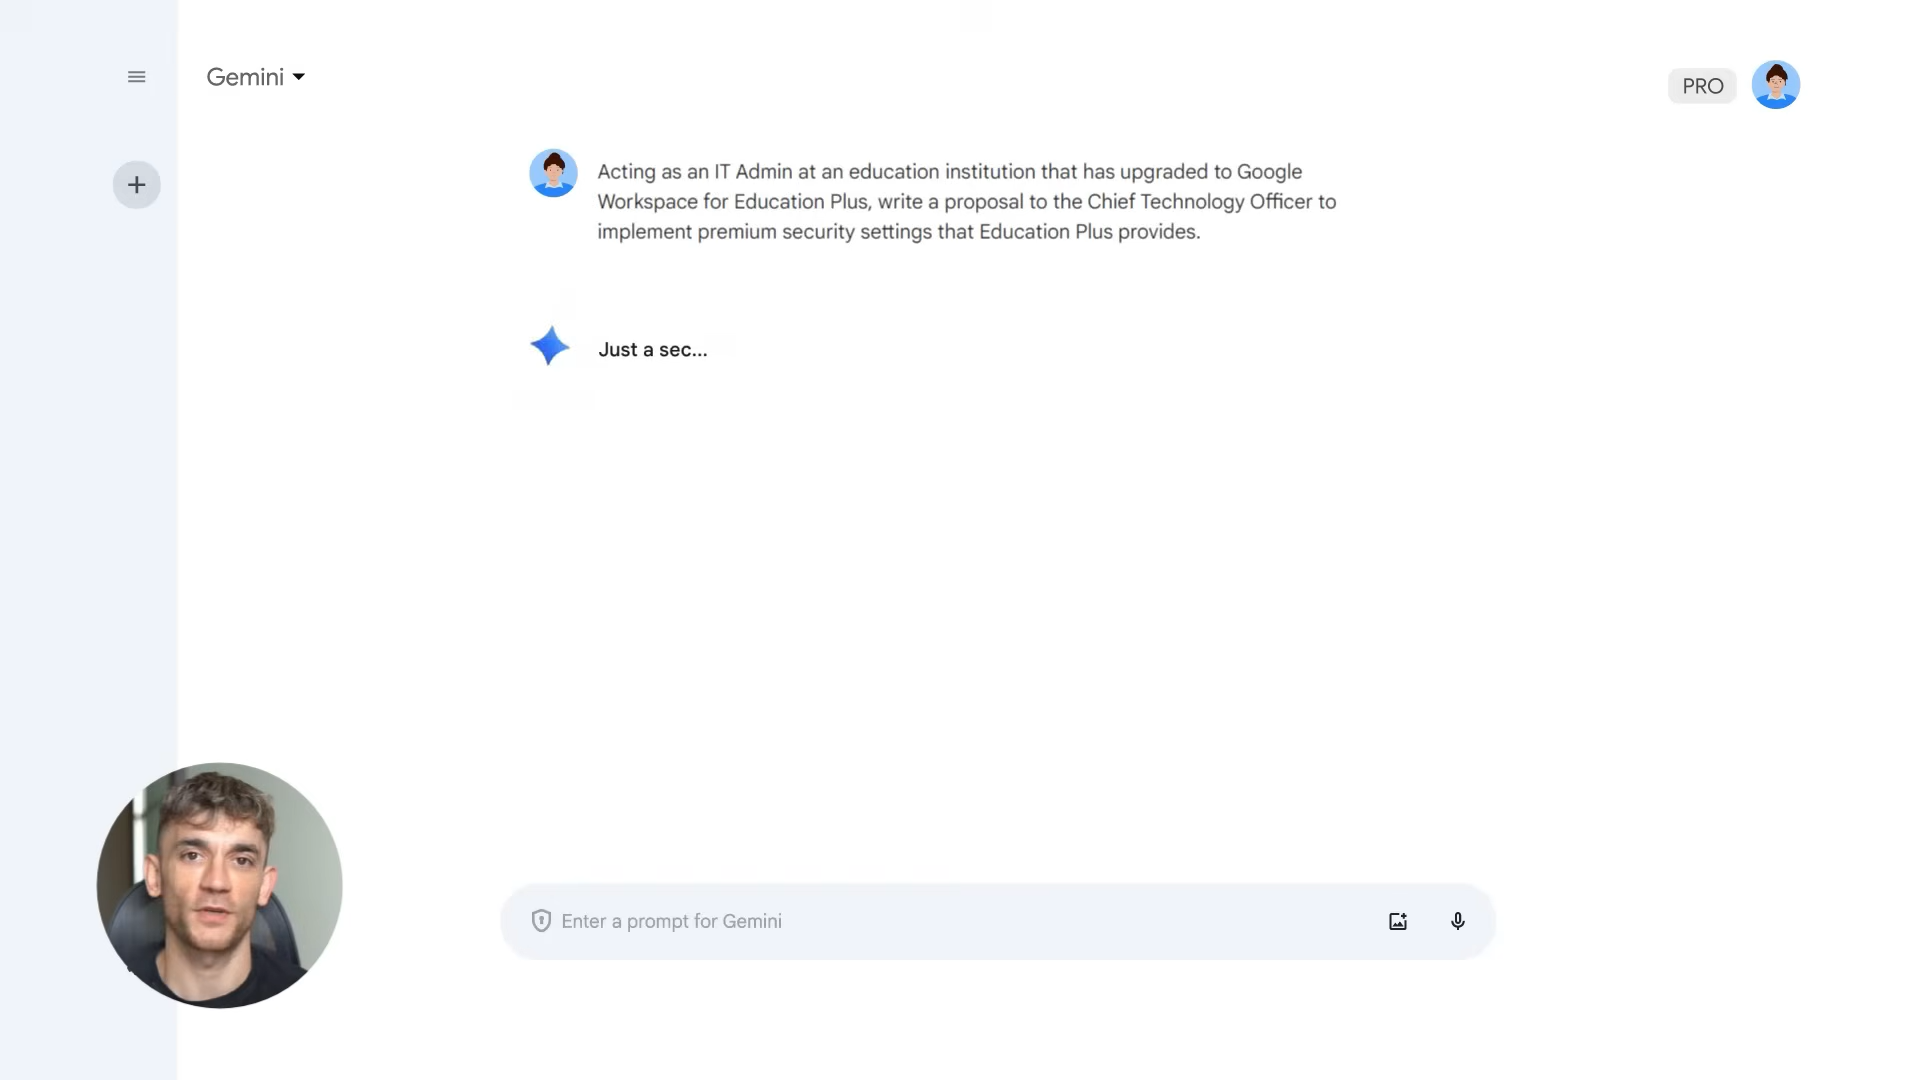 Gemini
PRO
Acting as an IT Admin at an education institution that has upgraded to Google
Workspace for Education Plus, write a proposal to the Chief Technology Officer to
implement premium security settings that Education Plus provides.
Just a sec...
Enter a prompt for Gemini